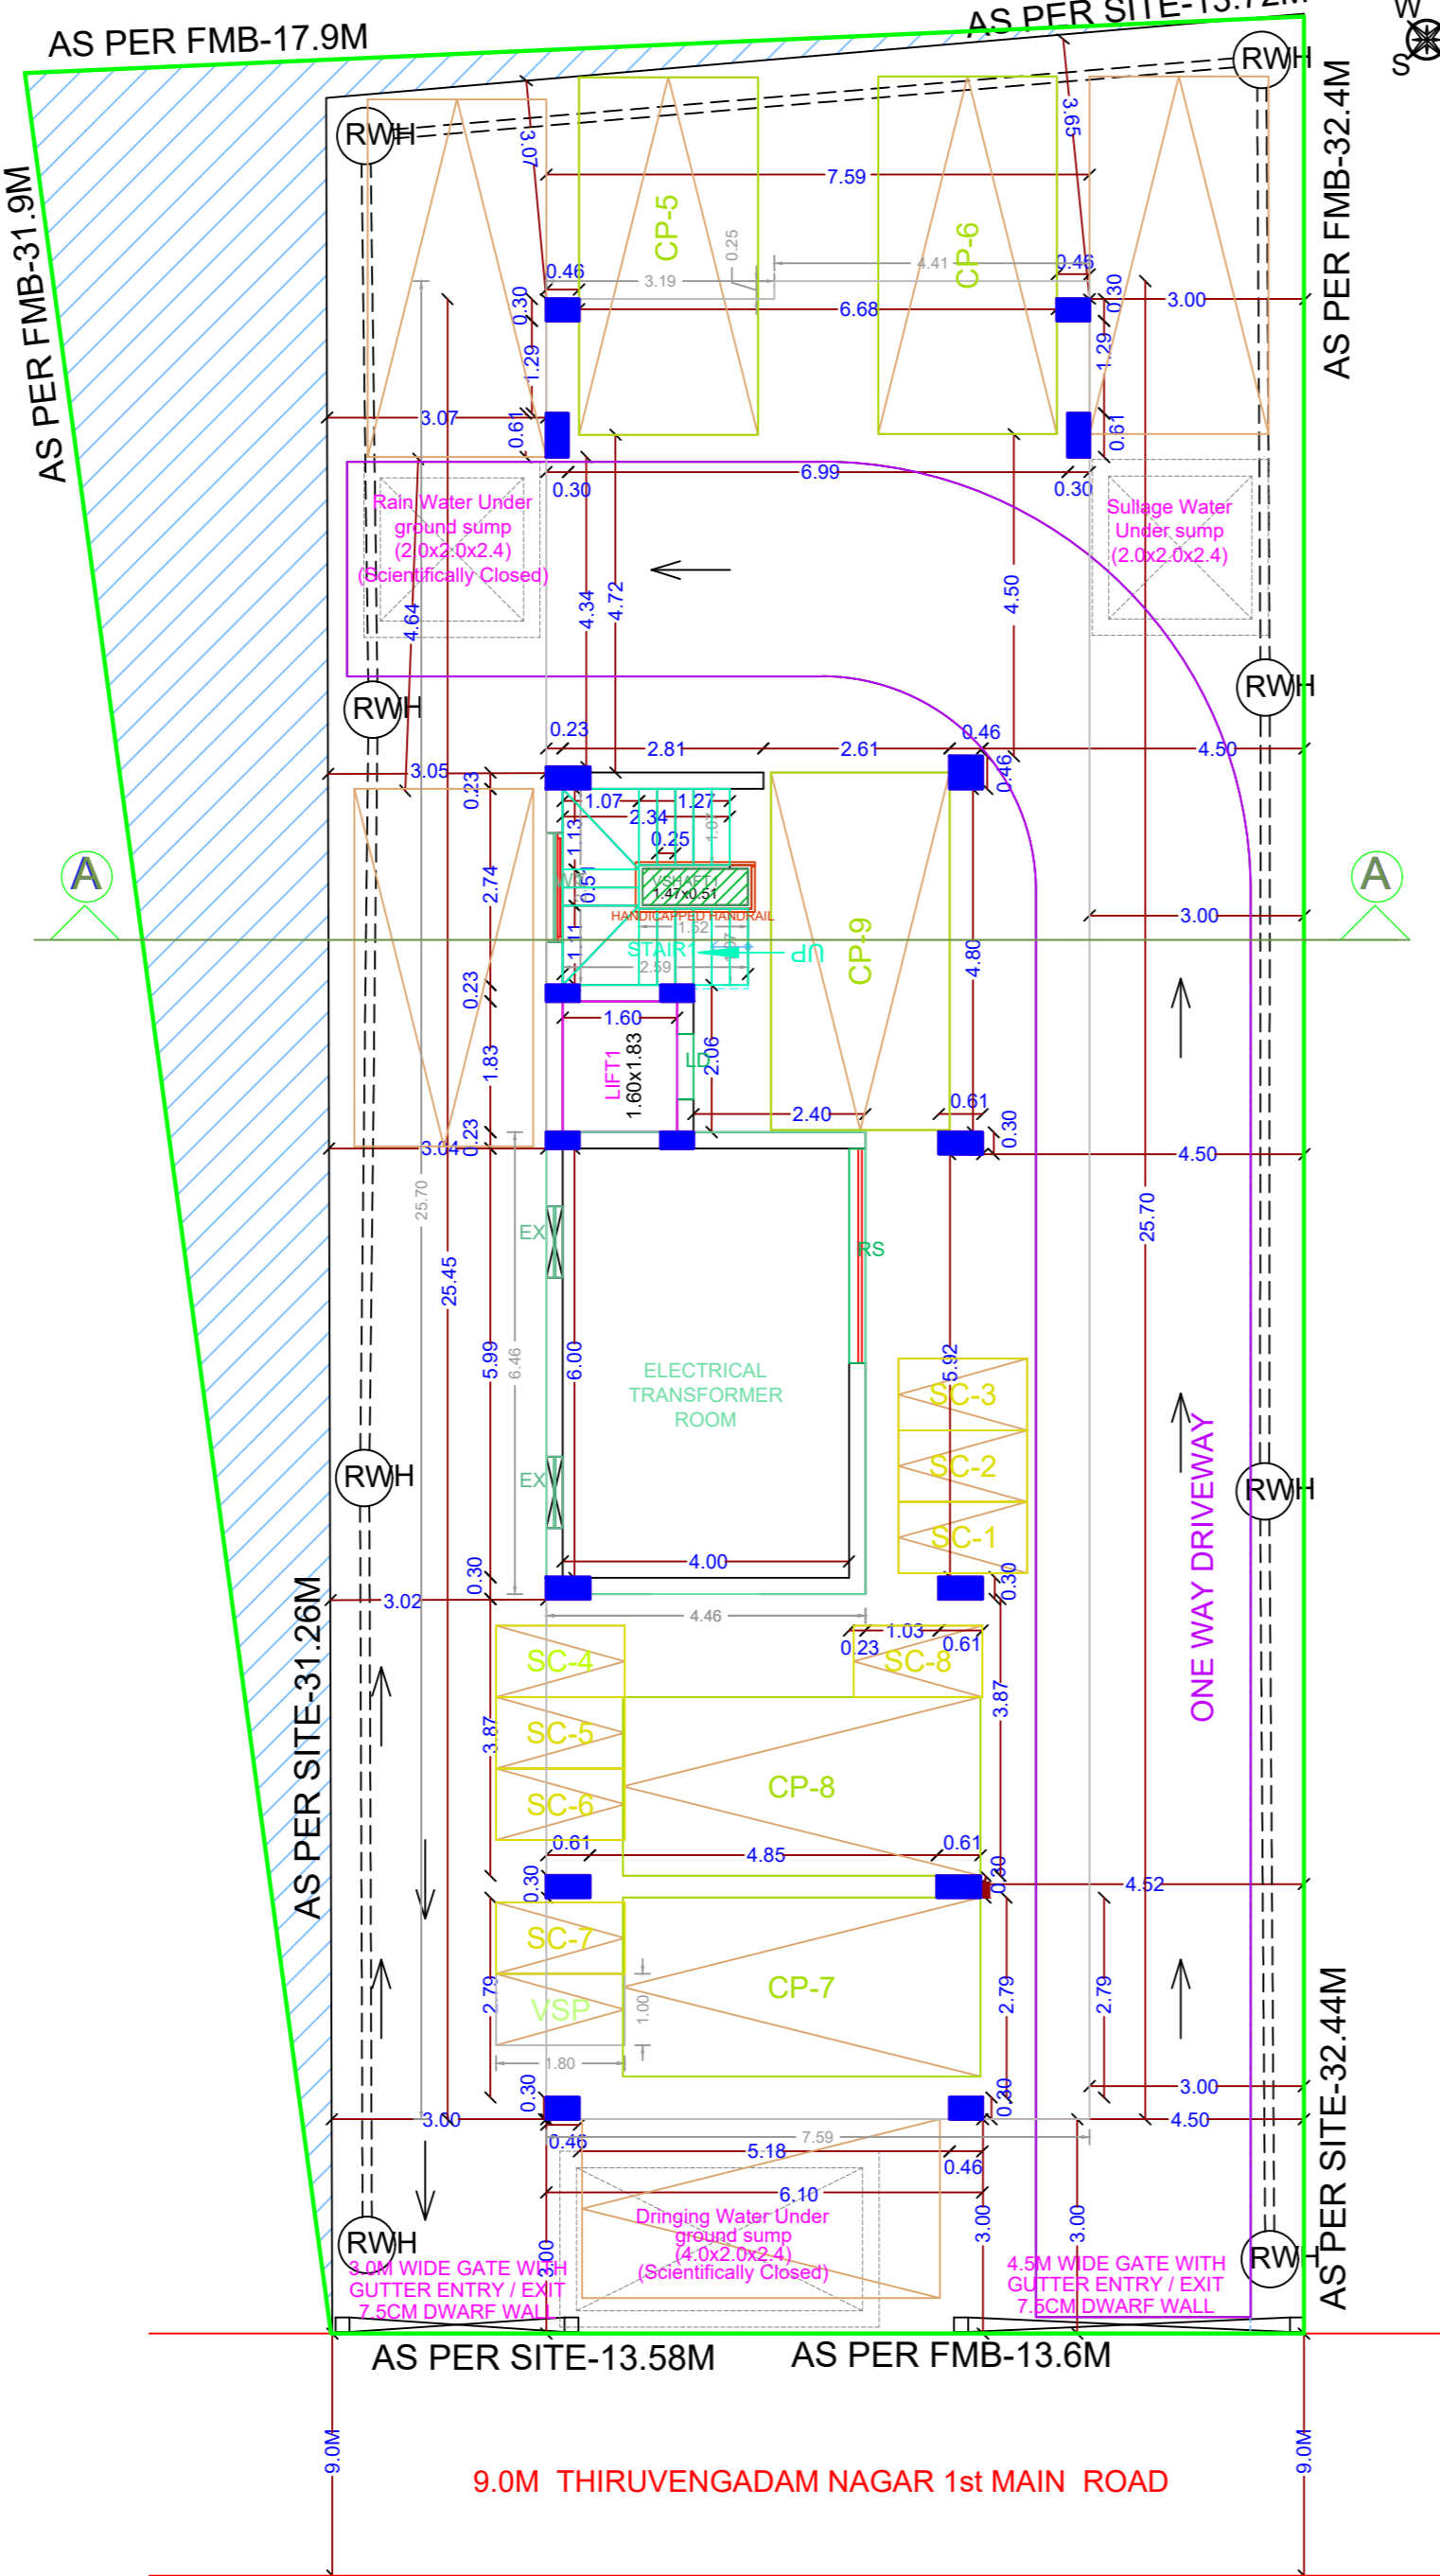 AS PER FMB-17.9M
AS PER SITE-13.72M
W
S
RWH
RWH
AS PER FMB-32.4M
AS PER FMB-31.9M
3.07
3.65
7.59
CP-5
CP-6
0.25
4.41
3.19
0.46
0.46
0.30
0.30
3.00
6.68
1.29
1.29
3.07
0.61
0.61
6.99
0.30
0.30
Rain Water Under
ground sump
(2.0x2.0x2.4)
(Scientifically Closed)
Sullage Water
Under sump
(2.0x2.0x2.4)
4.64
4.34
4.72
4.50
RWH
RWH
0.23
2.81
2.61
0.46
4.50
3.05
0.23
0.46
1.07
1.27
2.34
1.07
1.13
0.25
A
A
2.74
0.51
VSHAFT1
1.47x0.51
HANDICAPPED HANDRAIL
1.52
3.00
CP-9
STAIR1
UP
1.11
2.59
4.80
0.23
1.60
1.83
LIFT1
1.60x1.83
LD
2.06
2.40
0.61
0.30
0.23
3.04
4.50
25.70
25.70
EX
RS
25.45
5.99
6.46
6.00
ELECTRICAL
TRANSFORMER
ROOM
5.92
SC-3
SC-2
SC-1
RWH
RWH
EX
ONE WAY DRIVEWAY
4.00
0.30
0.30
3.02
4.46
0.23
1.03
0.61
AS PER SITE-31.26M
SC-4
SC-8
3.87
3.87
SC-5
CP-8
SC-6
0.61
4.85
0.61
0.30
0.30
4.52
SC-7
CP-7
2.79
2.79
2.79
VSP
1.00
1.80
AS PER SITE-32.44M
0.30
0.30
3.00
3.00
4.50
7.59
0.46
5.18
0.46
6.10
Dringing Water Under
ground sump
(4.0x2.0x2.4)
(Scientifically Closed)
3.00
3.00
3.00
RWH
RWH
3.0M WIDE GATE WITH
GUTTER ENTRY / EXIT
7.5CM DWARF WALL
4.5M WIDE GATE WITH
GUTTER ENTRY / EXIT
7.5CM DWARF WALL
AS PER SITE-13.58M
AS PER FMB-13.6M
9.0M
9.0M
9.0M THIRUVENGADAM NAGAR 1st MAIN ROAD